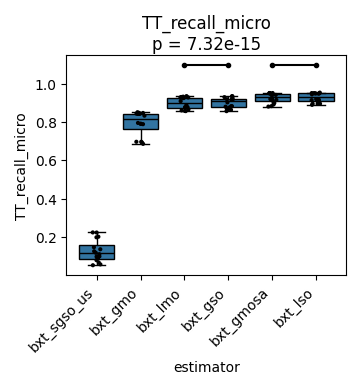 TT_recall_micro
p = 7.32e-15
TT_recall_micro
1.0
0.8
0.6
0.4
0.2
bxt_sgso_us
bxt_gmo
bxt_lmo
bxt_gso
bxt_gmosa
bxt_lso
estimator